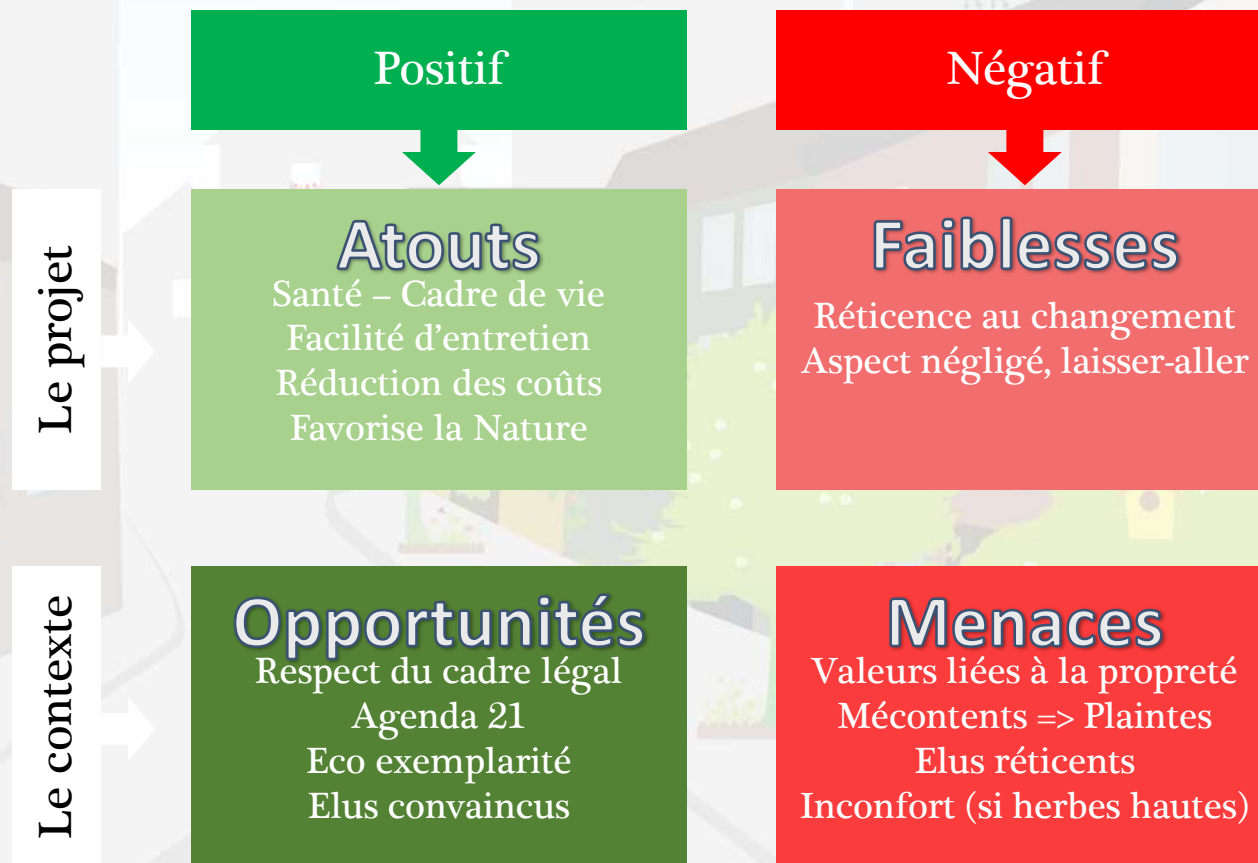 Positif
Négatif
Le projet
Atouts
Santé – Cadre de vie
Facilité d'entretien
Réduction des coûts
Favorise la Nature
Faiblesses
Réticence au changement
Aspect négligé, laisser-aller
Le contexte
Opportunités
Respect du cadre légal
Agenda 21
Eco exemplarité
Elus convaincus
Menaces
Valeurs liées à la propreté
Mécontents => Plaintes
Elus réticents
Inconfort (si herbes hautes)